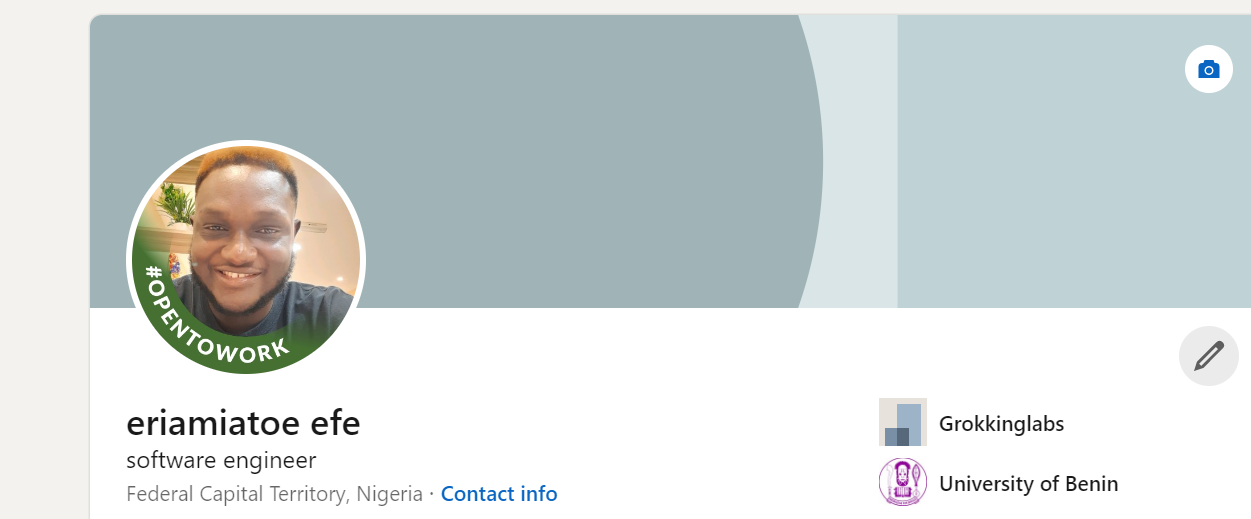 #OPENTOWORK
eriamiatoe efe
software engineer
Federal Capital Territory, Nigeria · Contact info
Grokkinglabs
University of Benin